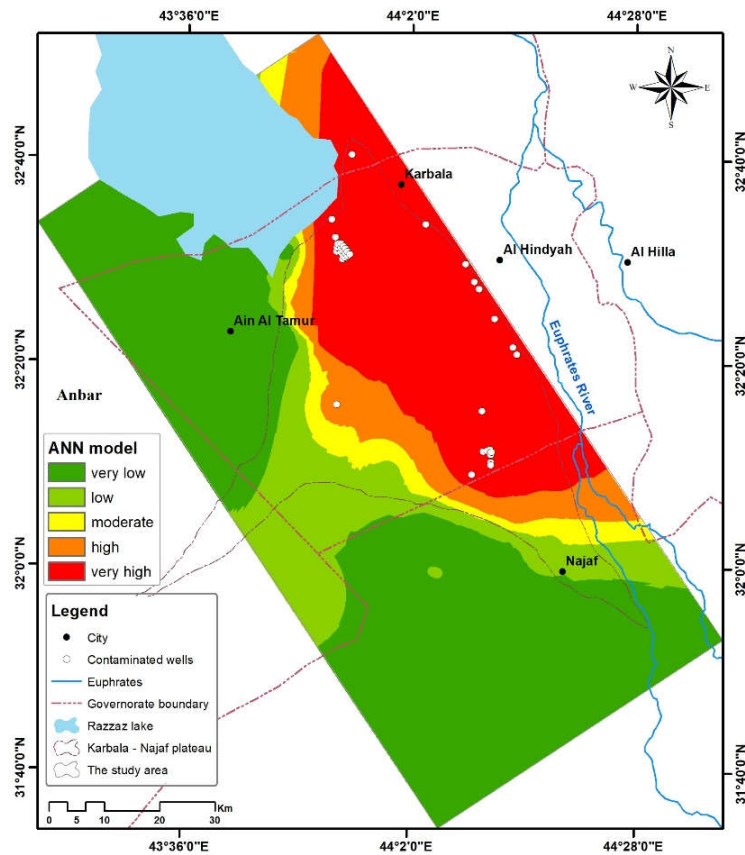 43°36'0"E 44°2'0"E 44°28'0"E
N
W E
S
32°40'0"N 32°40'0"N
Karbala
Al Hindyah
Al Hilla
Ain Al Tamur
32°20'0"N 32°20'0"N
Euphrates River
Anbar
ANN model
very low
low
moderate
high
very high
32°0'0"N 32°0'0"N
Najaf
Legend
City
Contaminated wells
Euphrates
Governorate boundary
Razzaz lake
Karbala - Najaf plateau
The study area
31°40'0"N 31°40'0"N
Km
0 5 10 20 30
43°36'0"E 44°2'0"E 44°28'0"E